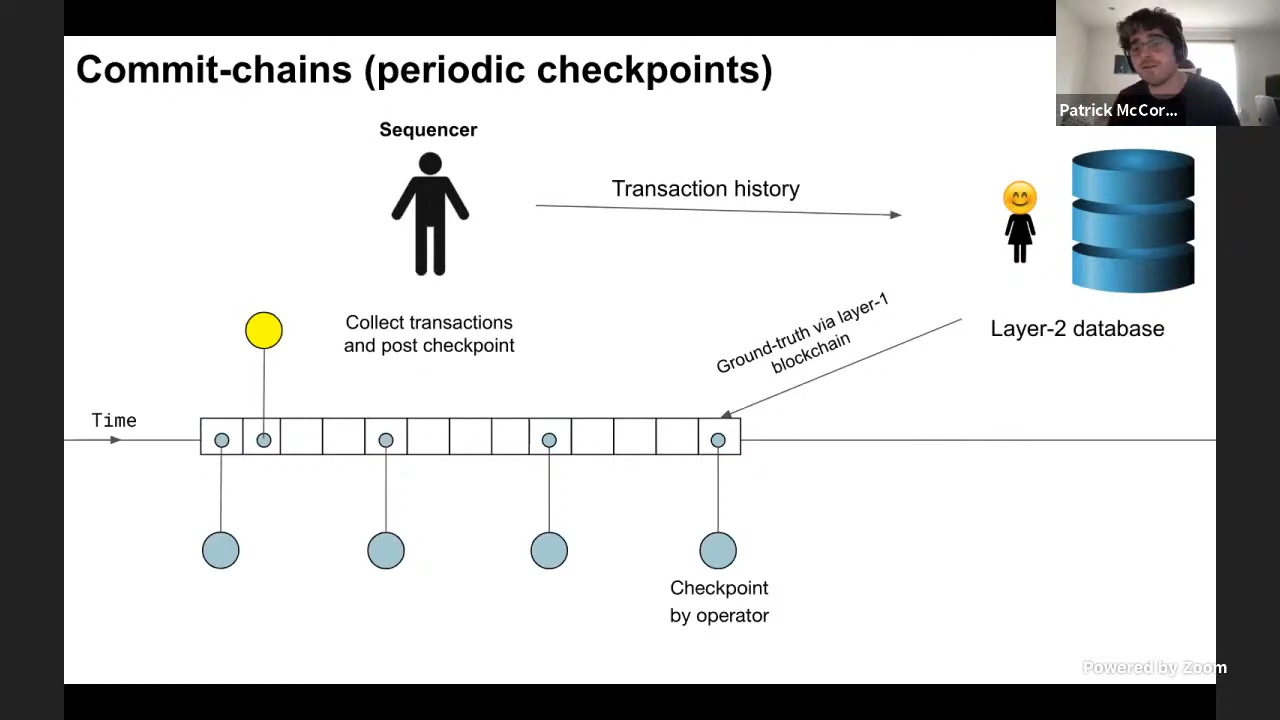 Commit-chains (periodic checkpoints)
Patrick McCor...
Sequencer
Transaction history
Collect transactions
and post checkpoint
Ground-truth via layer-1
blockchain
Layer-2 database
Time
Checkpoint
by operator
Powered by Zoom